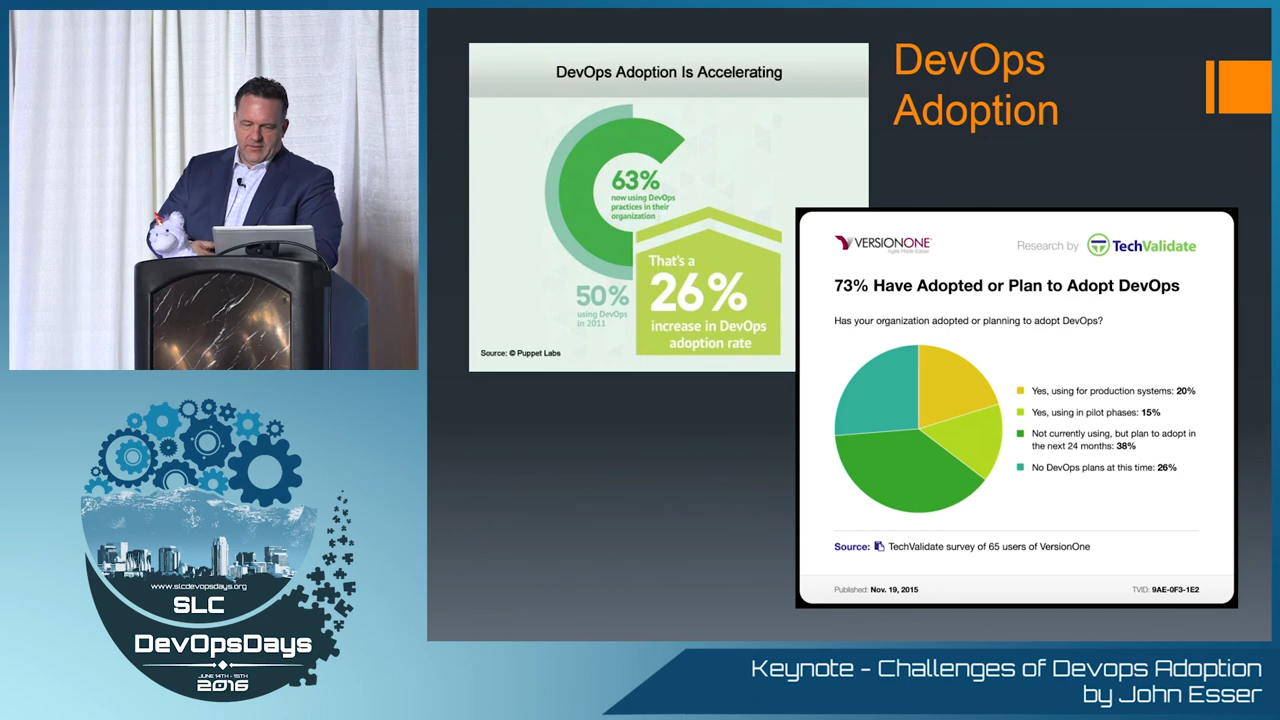 DevOps Adoption Is Accelerating
63%
now using DevOps
practices in their
organization
50%
using DevOps
in 2011
That's a
26%
increase in DevOps
adoption rate
Source: © Puppet Labs
DevOps
Adoption
VERSIONONE
Agile Made Easier
Research by TechValidate
73% Have Adopted or Plan to Adopt DevOps
Has your organization adopted or planning to adopt DevOps?
Yes, using for production systems: 20%
Yes, using in pilot phases: 15%
Not currently using, but plan to adopt in
the next 24 months: 38%
No DevOps plans at this time: 26%
Source: TechValidate survey of 65 users of VersionOne
Published: Nov. 19, 2015
TVID: 9AE-0F3-1E2
www.slcdevopsdays.org
SLC
DevOpsDays
JUNE 14TH - 15TH
2016
Keynote - Challenges of Devops Adoption
by John Esser